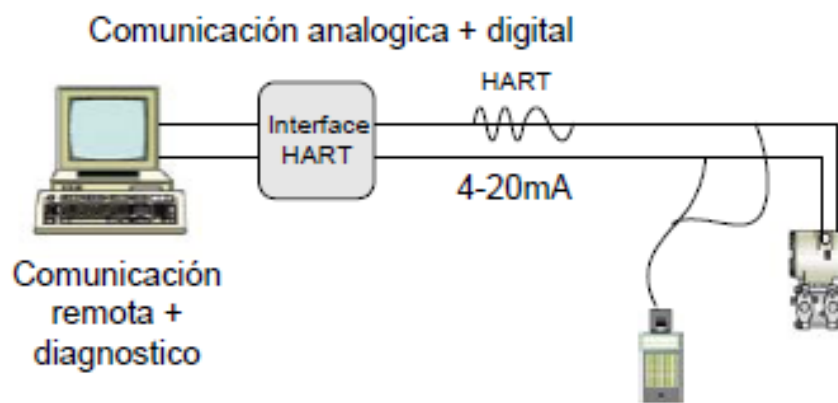 Comunicación analogica + digital
HART
Interface
HART
4-20mA
Comunicación
remota +
diagnostico